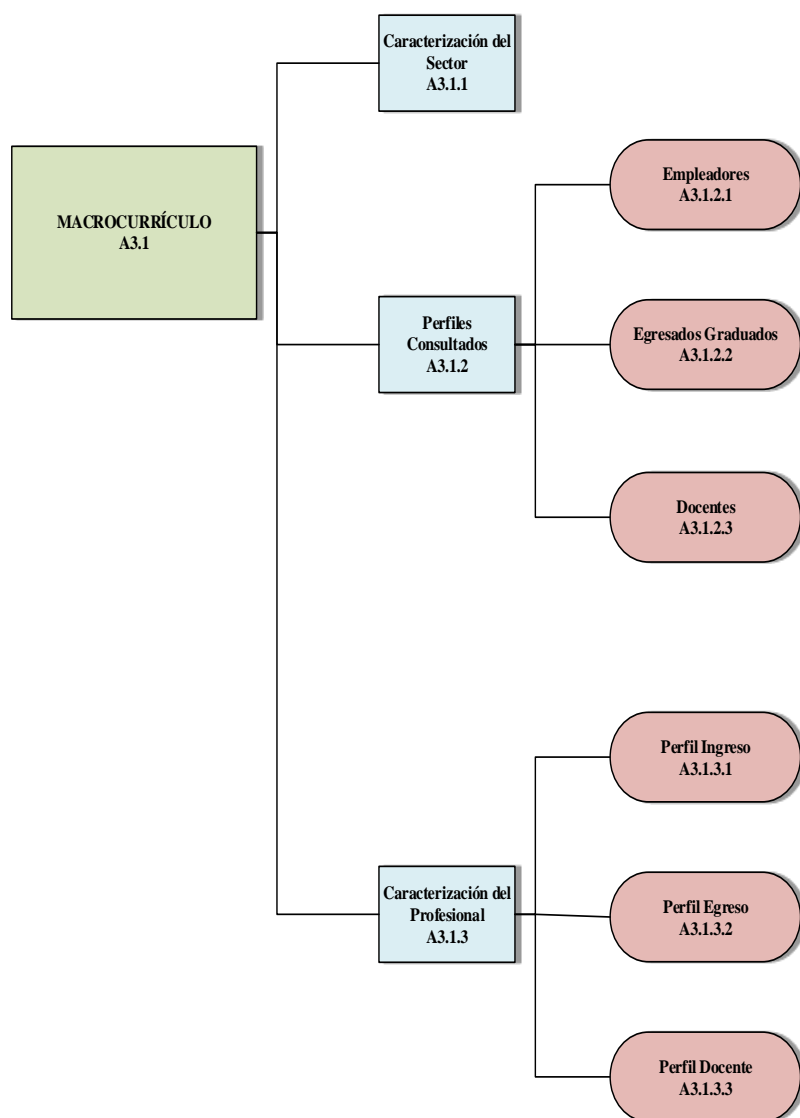 Caracterización del
Sector
A3.1.1
MACROCURRÍCULO
A3.1
Empleadores
A3.1.2.1
Perfiles
Consultados
A3.1.2
Egresados Graduados
A3.1.2.2
Docentes
A3.1.2.3
Perfil Ingreso
A3.1.3.1
Caracterización del
Profesional
A3.1.3
Perfil Egreso
A3.1.3.2
Perfil Docente
A3.1.3.3